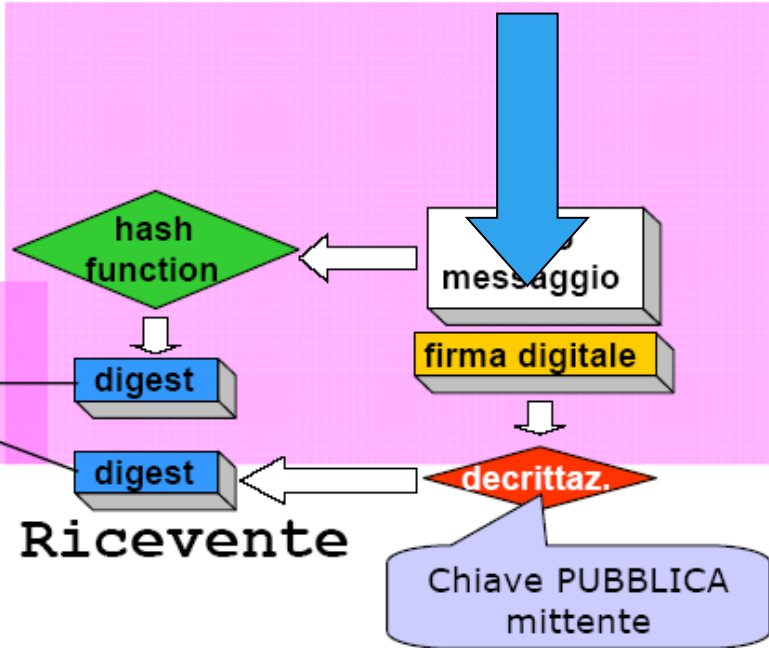 hash
function
messaggio
firma digitale
digest
digest
decrittaz.
Ricevente
Chiave PUBBLICA
mittente